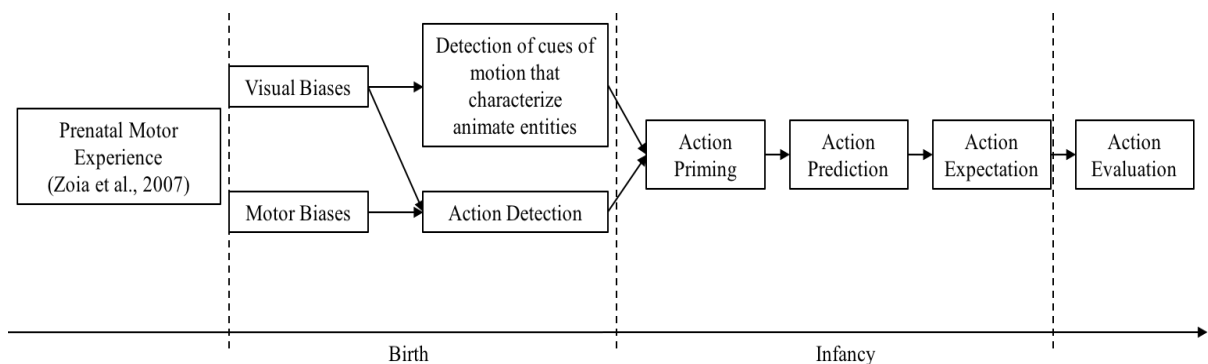 Prenatal Motor
Experience
(Zoia et al., 2007)
Visual Biases
Motor Biases
Detection of cues of
motion that
characterize
animate entities
Action Detection
Action
Priming
Action
Prediction
Action
Expectation
Action
Evaluation
Birth
Infancy